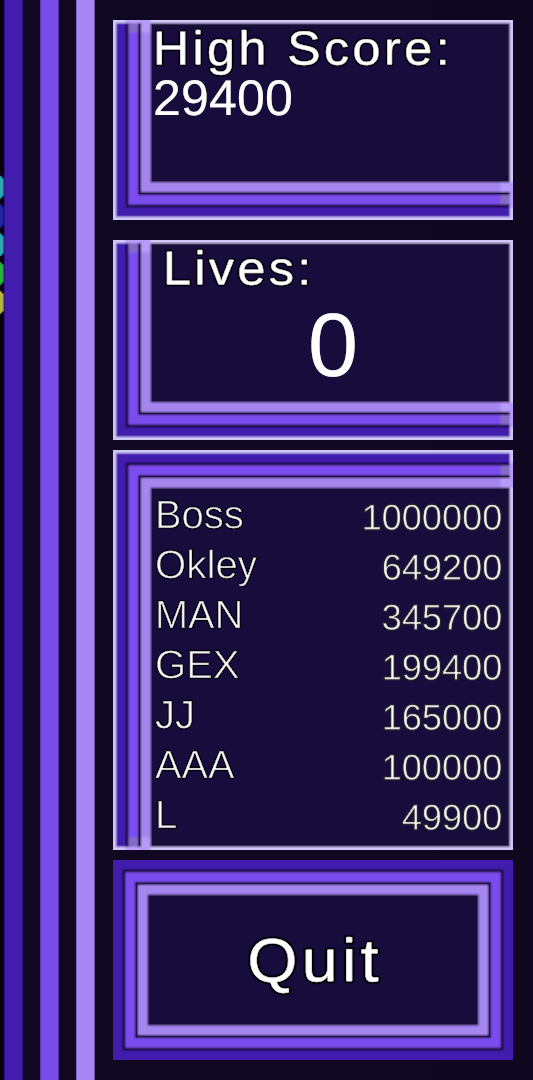 High Score:
29400
Lives:
0
Boss 1000000
Okley 649200
MAN 345700
GEX 199400
JJ 165000
AAA 100000
L 49900
Quit